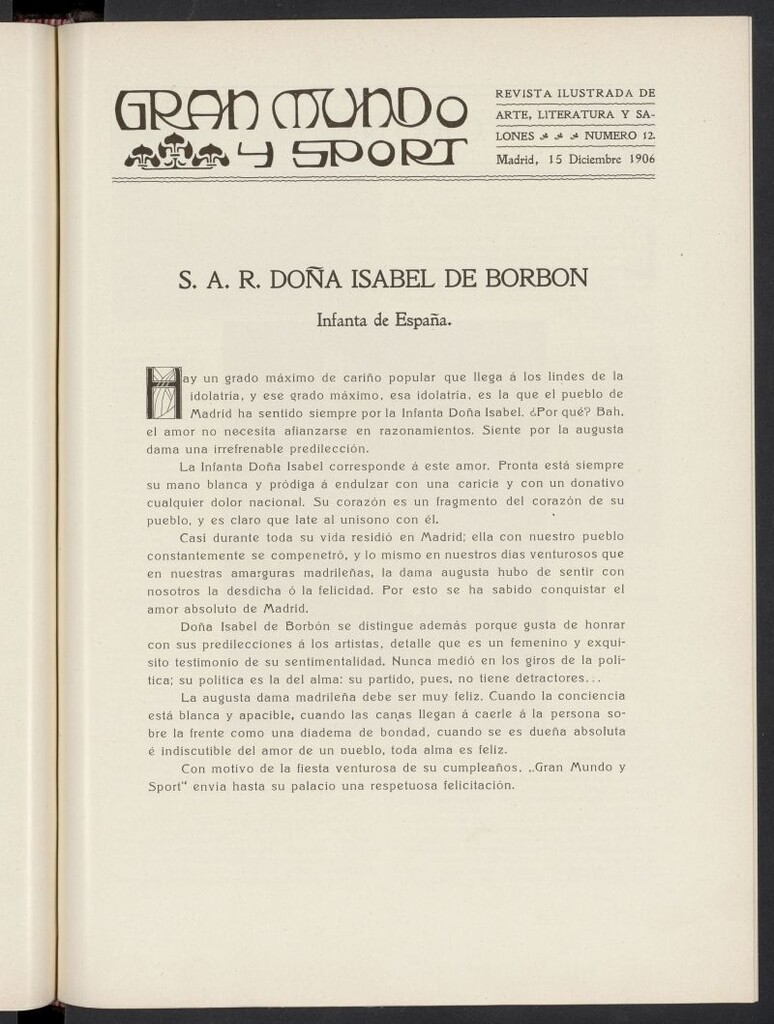 GRAN MUNDO
Y SPORT
REVISTA ILUSTRADA DE
ARTE, LITERATURA Y SA-
LONES NUMERO 12.
Madrid, 15 Diciembre 1906
S. A. R. DOÑA ISABEL DE BORBON
Infanta de España.
Hay un grado máximo de cariño popular que llega á los lindes de la
idolatría, y ese grado máximo, esa idolatría, es la que el pueblo de
Madrid ha sentido siempre por la Infanta Doña Isabel. ¿Por qué? Bah,
el amor no necesita afianzarse en razonamientos. Siente por la augusta
dama una irrefrenable predilección.
La Infanta Doña Isabel corresponde á este amor. Pronta está siempre
su mano blanca y pródiga á endulzar con una caricia y con un donativo
cualquier dolor nacional. Su corazón es un fragmento del corazón de su
pueblo, y es claro que late al unísono con él.
Casi durante toda su vida residió en Madrid; ella con nuestro pueblo
constantemente se compenetró, y lo mismo en nuestros días venturosos que
en nuestras amarguras madrileñas, la dama augusta hubo de sentir con
nosotros la desdicha ó la felicidad. Por esto se ha sabido conquistar el
amor absoluto de Madrid.
Doña Isabel de Borbón se distingue además porque gusta de honrar
con sus predilecciones á los artistas, detalle que es un femenino y exqui-
sito testimonio de su sentimentalidad. Nunca medió en los giros de la polí-
tica; su política es la del alma: su partido, pues, no tiene detractores...
La augusta dama madrileña debe ser muy feliz. Cuando la conciencia
está blanca y apacible, cuando las canas llegan á caerle á la persona so-
bre la frente como una diadema de bondad, cuando se es dueña absoluta
é indiscutible del amor de un pueblo, toda alma es feliz.
Con motivo de la fiesta venturosa de su cumpleaños, „Gran Mundo y
Sport“ envía hasta su palacio una respetuosa felicitación.